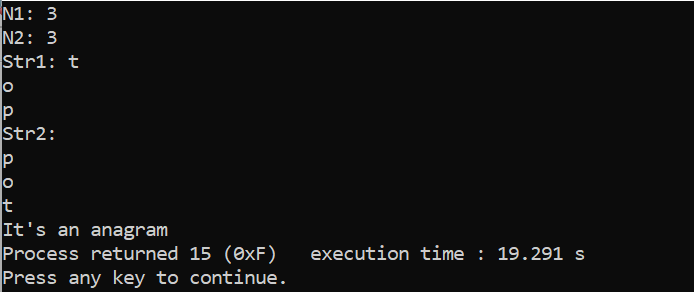 N1: 3
N2: 3
Str1: t
o
p
Str2:
p
o
t
It's an anagram
Process returned 15 (0xF)   execution time : 19.291 s
Press any key to continue.